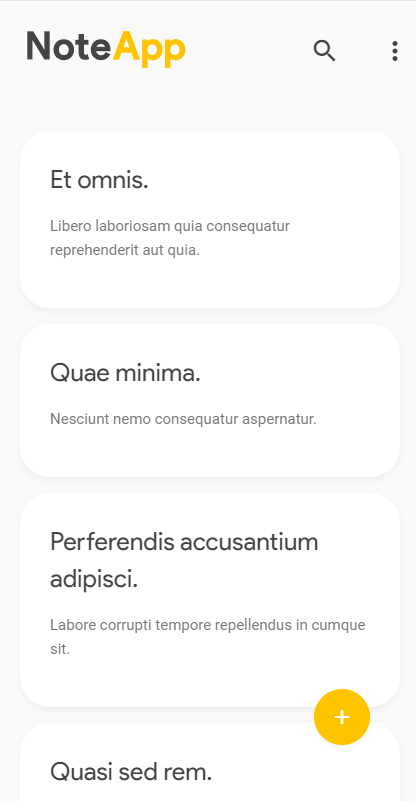 NoteApp
Et omnis.
Libero laboriosam quia consequatur
reprehenderit aut quia.
Quae minima.
Nesciunt nemo consequatur aspernatur.
Perferendis accusantium
adipisci.
Labore corrupti tempore repellendus in cumque
sit.
+
Quasi sed rem.